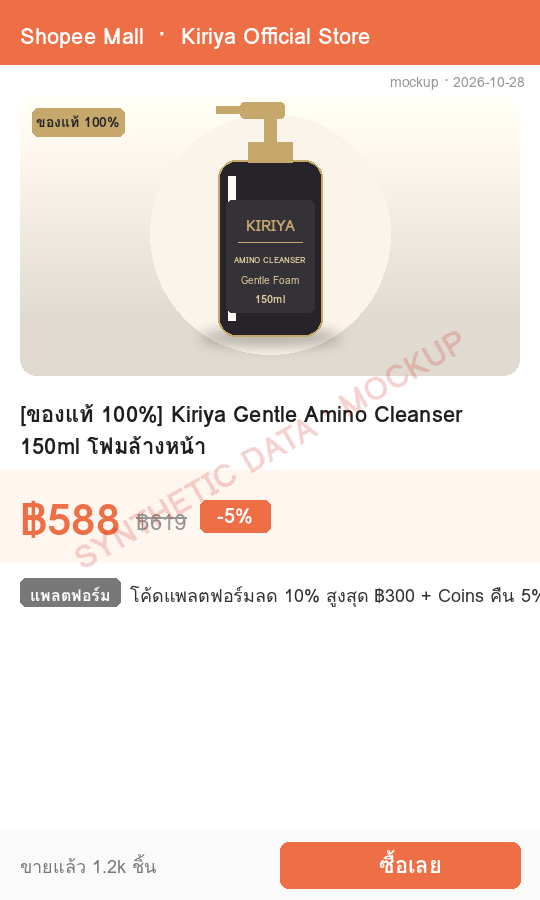 Shopee Mall · Kiriya Official Store
mockup · 2026-10-28
ของแท้ 100%
KIRIYA
AMINO CLEANSER
Gentle Foam
150ml
[ของแท้ 100%] Kiriya Gentle Amino Cleanser
150ml โฟมล้างหน้า
SYNTHETIC DATA · MOCKUP
฿588 ฿619 -5%
แพลตฟอร์ม โค้ดแพลตฟอร์มลด 10% สูงสุด ฿300 + Coins คืน 5%
ขายแล้ว 1.2k ชิ้น ซื้อเลย